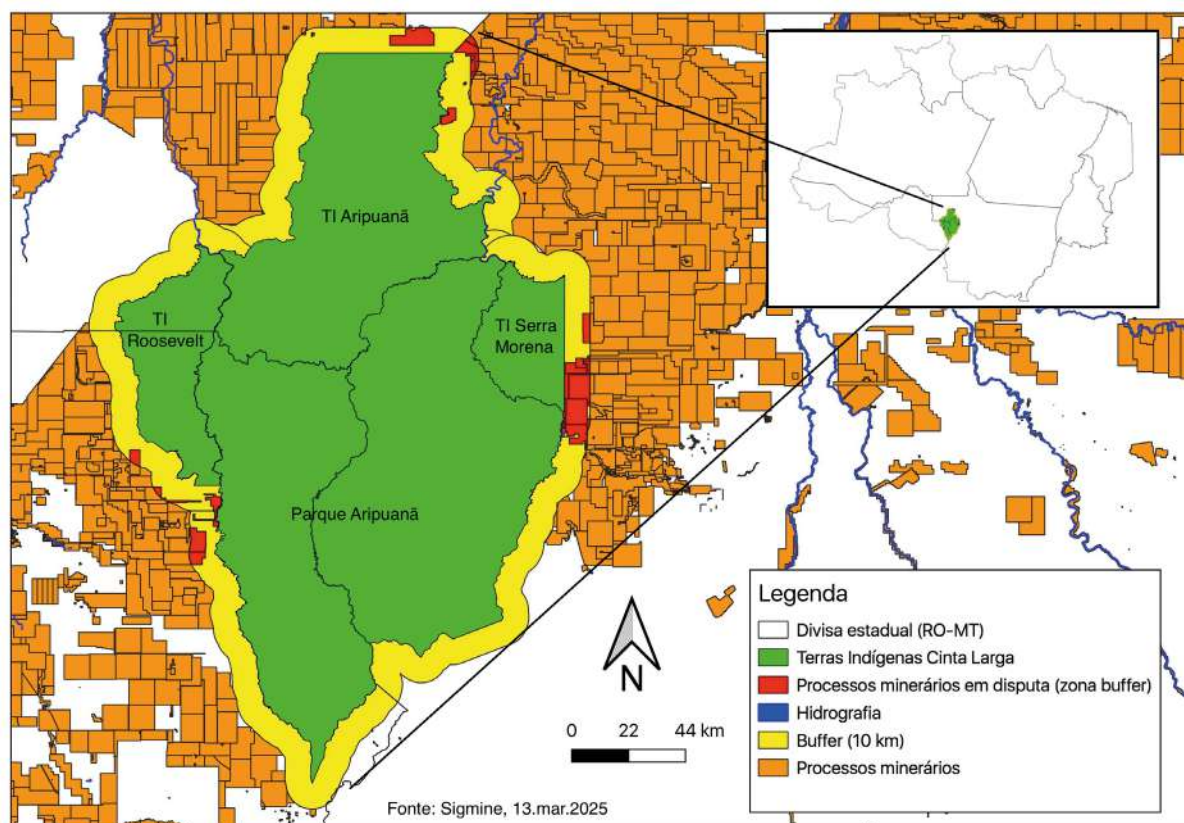 TI Aripuanã
TI
Roosevelt
TI Serra
Morena
Parque Aripuanã
N
0 22 44 km
Fonte: Sigmine, 13.mar.2025
Legenda
Divisa estadual (RO-MT)
Terras Indígenas Cinta Larga
Processos minerários em disputa (zona buffer)
Hidrografia
Buffer (10 km)
Processos minerários